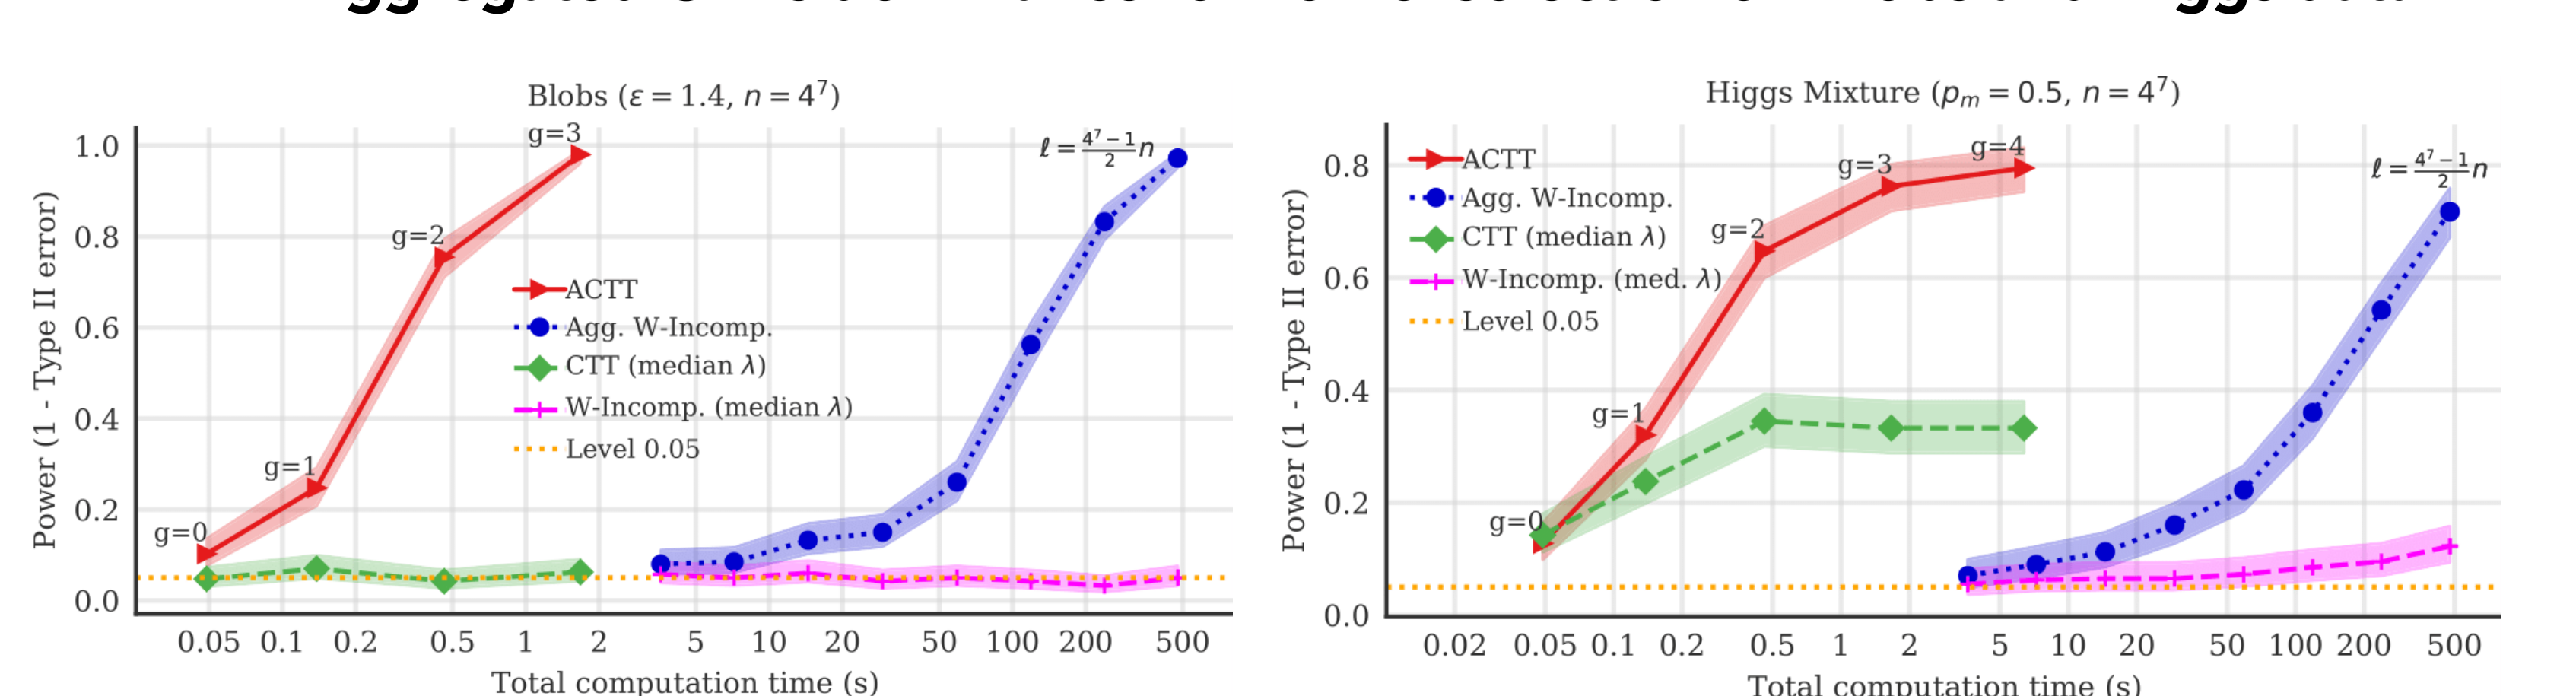 Blobs (ε = 1.4, n = 4⁷)
Power (1 - Type II error)
1.0
0.8
0.6
0.4
0.2
0.0
g=0
g=1
g=2
g=3
ℓ = (4⁷−1)/2 n
ACTT
Agg. W-Incomp.
CTT (median λ)
W-Incomp. (median λ)
Level 0.05
0.05 0.1 0.2 0.5 1 2 5 10 20 50 100 200 500
Total computation time (s)
Higgs Mixture (pₘ = 0.5, n = 4⁷)
Power (1 - Type II error)
0.8
0.6
0.4
0.2
0.0
ACTT
Agg. W-Incomp.
CTT (median λ)
W-Incomp. (med. λ)
Level 0.05
g=0
g=1
g=2
g=3
g=4
ℓ = (4⁷−1)/2 n
0.02 0.05 0.1 0.2 0.5 1 2 5 10 20 50 100 200 500
Total computation time (s)